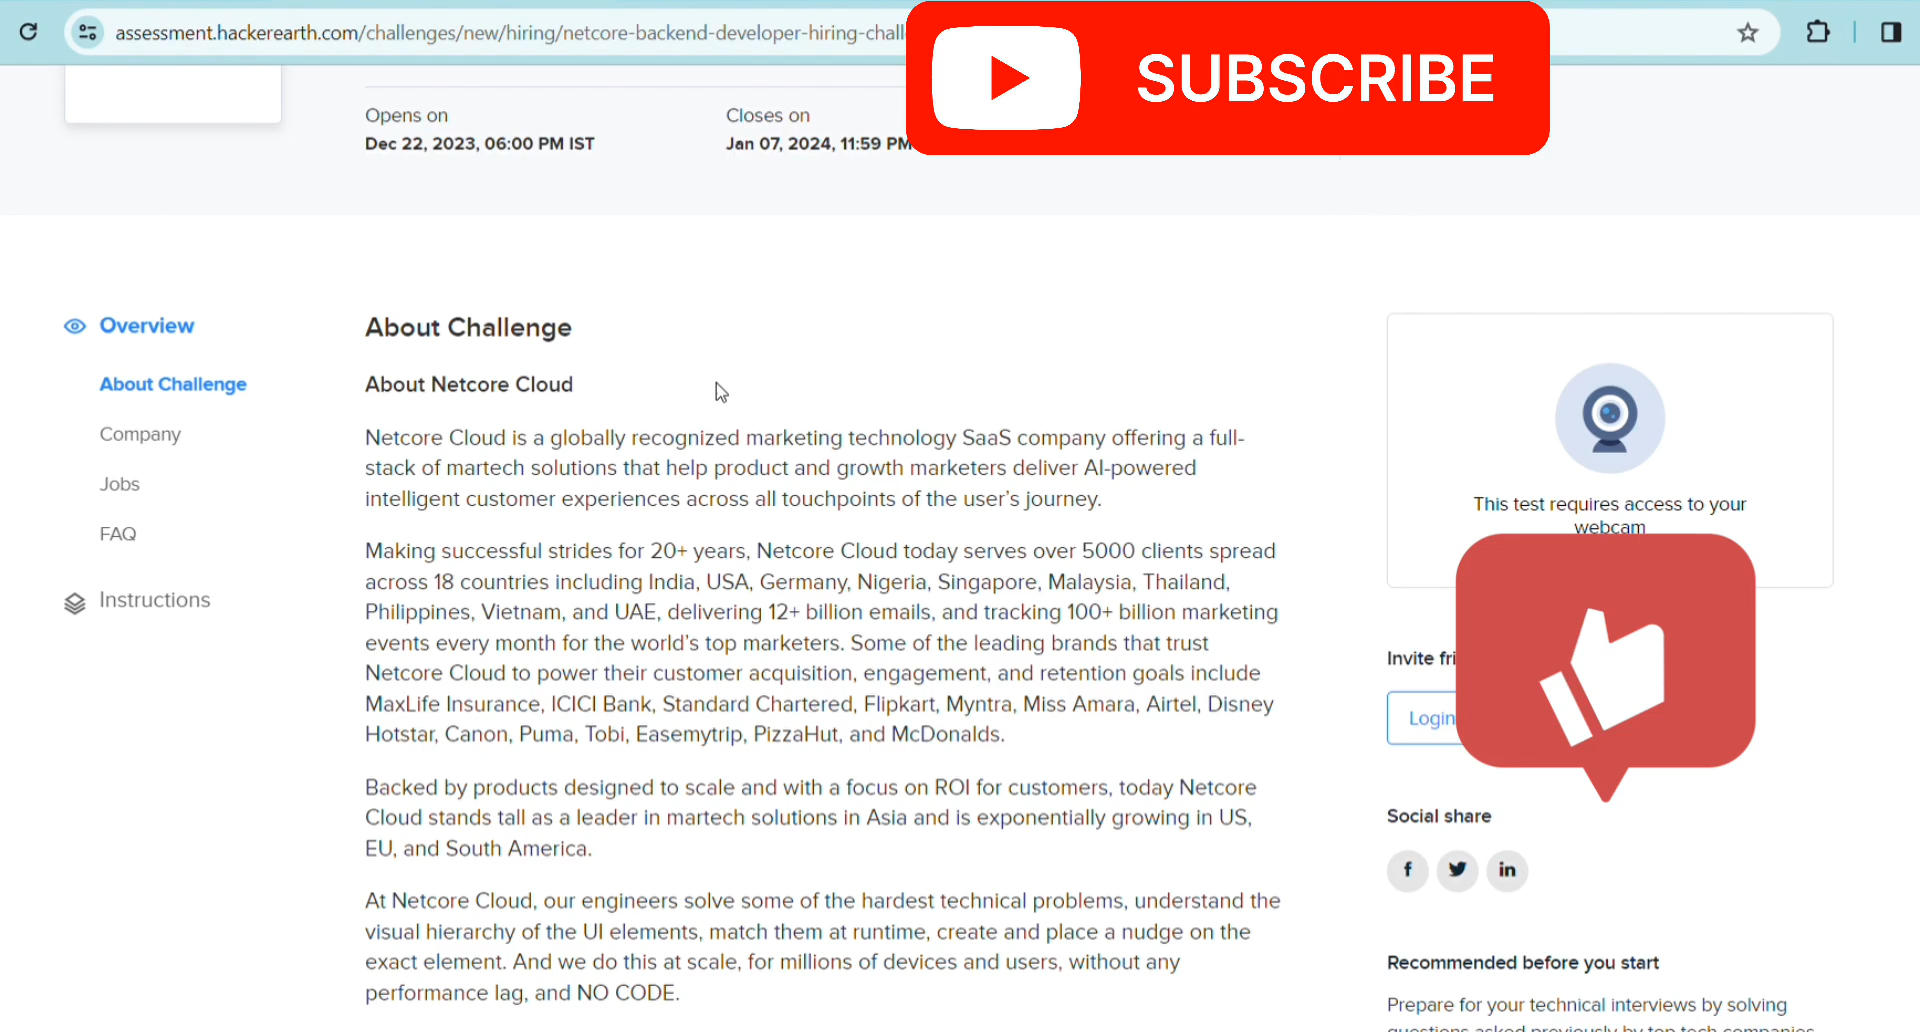 assessment.hackerearth.com/challenges/new/hiring/netcore-backend-developer-hiring-chall
SUBSCRIBE
Opens on
Dec 22, 2023, 06:00 PM IST
Closes on
Jan 07, 2024, 11:59 PM
Overview
About Challenge
Company
Jobs
FAQ
Instructions
About Challenge
About Netcore Cloud
Netcore Cloud is a globally recognized marketing technology SaaS company offering a full-
stack of martech solutions that help product and growth marketers deliver AI-powered
intelligent customer experiences across all touchpoints of the user's journey.
Making successful strides for 20+ years, Netcore Cloud today serves over 5000 clients spread
across 18 countries including India, USA, Germany, Nigeria, Singapore, Malaysia, Thailand,
Philippines, Vietnam, and UAE, delivering 12+ billion emails, and tracking 100+ billion marketing
events every month for the world's top marketers. Some of the leading brands that trust
Netcore Cloud to power their customer acquisition, engagement, and retention goals include
MaxLife Insurance, ICICI Bank, Standard Chartered, Flipkart, Myntra, Miss Amara, Airtel, Disney
Hotstar, Canon, Puma, Tobi, Easemytrip, PizzaHut, and McDonalds.
Backed by products designed to scale and with a focus on ROI for customers, today Netcore
Cloud stands tall as a leader in martech solutions in Asia and is exponentially growing in US,
EU, and South America.
At Netcore Cloud, our engineers solve some of the hardest technical problems, understand the
visual hierarchy of the UI elements, match them at runtime, create and place a nudge on the
exact element. And we do this at scale, for millions of devices and users, without any
performance lag, and NO CODE.
This test requires access to your
webcam
Invite fri
Login
Social share
Recommended before you start
Prepare for your technical interviews by solving
questions asked previously by top tech companies